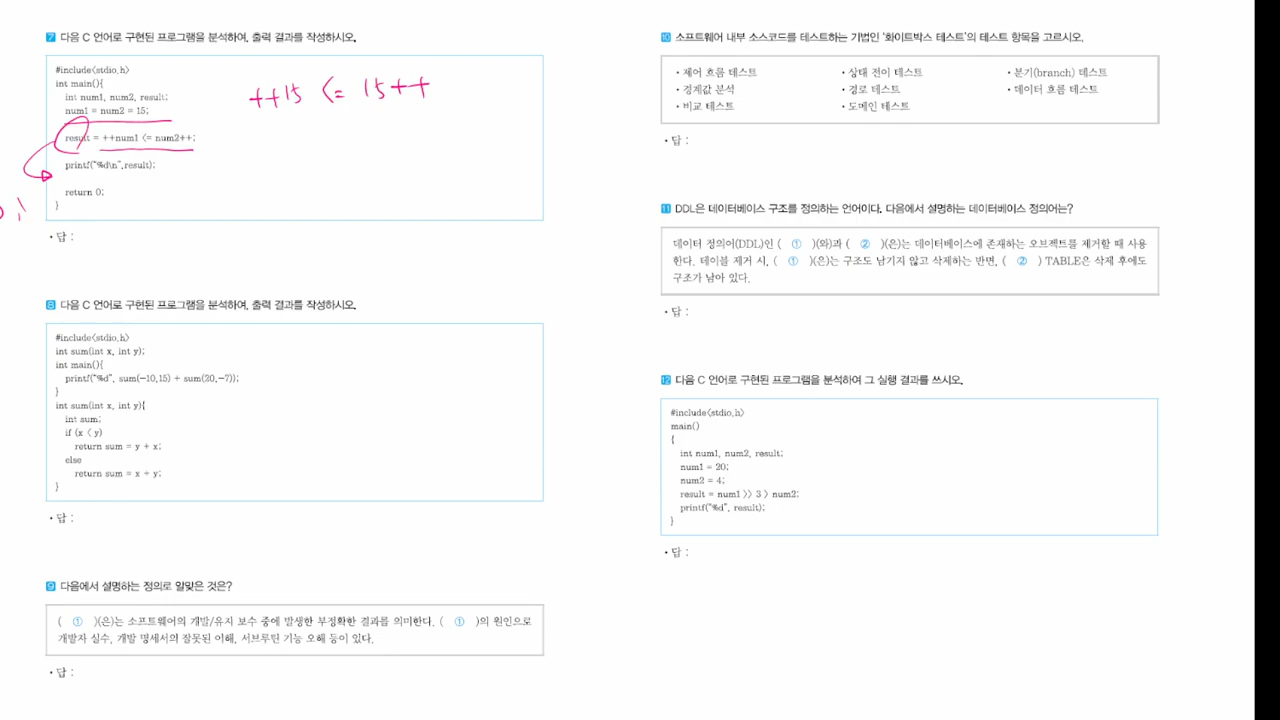 7 다음 C 언어로 구현된 프로그램을 분석하여, 출력 결과를 작성하시오.
#include<stdio.h>
int main(){
int num1, num2, result;
num1 = num2 = 15;
result = ++num1 <= num2++;
printf("%d\n",result);
return 0;
}
++15 <= 15++
• 답 :
8 다음 C 언어로 구현된 프로그램을 분석하여, 출력 결과를 작성하시오.
#include<stdio.h>
int sum(int x, int y);
int main(){
printf("%d", sum(-10,15) + sum(20,-7));
}
int sum(int x, int y){
int sum;
if (x < y)
return sum = y + x;
else
return sum = x + y;
}
• 답 :
9 다음에서 설명하는 정의로 알맞은 것은?
( ① )(은)는 소프트웨어의 개발/유지 보수 중에 발생한 부정확한 결과를 의미한다. ( ① )의 원인으로
개발자 실수, 개발 명세서의 잘못된 이해, 서브루틴 기능 오해 등이 있다.
• 답 :
10 소프트웨어 내부 소스코드를 테스트하는 기법인 '화이트박스 테스트'의 테스트 항목을 고르시오.
• 제어 흐름 테스트 • 상태 전이 테스트 • 분기(branch) 테스트
• 경계값 분석 • 경로 테스트 • 데이터 흐름 테스트
• 비교 테스트 • 도메인 테스트
• 답 :
11 DDL은 데이터베이스 구조를 정의하는 언어이다. 다음에서 설명하는 데이터베이스 정의어는?
데이터 정의어(DDL)인 ( ① )(와)과 ( ② )(은)는 데이터베이스에 존재하는 오브젝트를 제거할 때 사용
한다. 테이블 제거 시, ( ① )(은)는 구조도 남기지 않고 삭제하는 반면, ( ② ) TABLE은 삭제 후에도
구조가 남아 있다.
• 답 :
12 다음 C 언어로 구현된 프로그램을 분석하여 그 실행 결과를 쓰시오.
#include<stdio.h>
main()
{
int num1, num2, result;
num1 = 20;
num2 = 4;
result = num1 >> 3 > num2;
printf("%d", result);
}
• 답 :